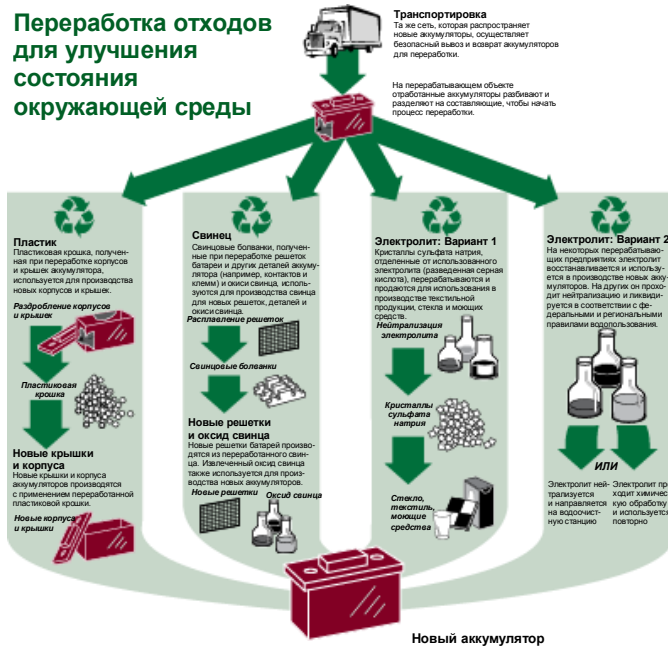 Переработка отходов
для улучшения
состояния
окружающей среды
Транспортировка
Та же сеть, которая распространяет
новые аккумуляторы, осуществляет
безопасный вывоз и возврат аккумуляторов
для переработки.
На перерабатывающем объекте
отработанные аккумуляторы разбивают и
разделяют на составляющие, чтобы начать
процесс переработки.
Пластик
Пластиковая крошка, получен-
ная при переработке корпусов
и крышек аккумулятора,
используется для производства
новых корпусов и крышек.
Раздробление корпусов
и крышек
Пластиковая
крошка
Новые крышки
и корпуса
Новые крышки и корпуса
аккумуляторов производятся
с применением переработанной
пластиковой крошки.
Новые корпуса
и крышки
Свинец
Свинцовые болванки, получен-
ные при переработке решеток
батареи и других деталей аккуму-
лятора (например, контактов и
клемм) и окиси свинца, исполь-
зуются для производства свинца
для новых решеток, деталей и
окиси свинца.
Расплавление решеток
Свинцовые болванки
Новые решетки
и оксид свинца
Новые решетки батарей произво-
дятся из переработанного свин-
ца. Извлеченный оксид свинца
также используется для произ-
водства новых аккумуляторов.
Новые решетки
Оксид свинца
Электролит: Вариант 1
Кристаллы сульфата натрия,
отделенные от использованного
электролита (разведенная серная
кислота), перерабатываются и
продаются для использования в
производстве текстильной
продукции, стекла и моющих
средств.
Нейтрализация
электролита
Кристаллы
сульфата
натрия
Стекло,
текстиль,
моющие
средства
Электролит: Вариант 2
На некоторых перерабатываю-
щих предприятиях электролит
восстанавливается и использу-
ется в производстве новых акку-
муляторов. На других он прохо-
дит нейтрализацию и ликвиди-
руется в соответствии с фе-
деральными и региональными
правилами водопользования.
ИЛИ
Электролит ней-
трализуется
и направляется
на водоочист-
ную станцию
Электролит про
ходит химичес
кую обработку
и используется
повторно
Новый аккумулятор